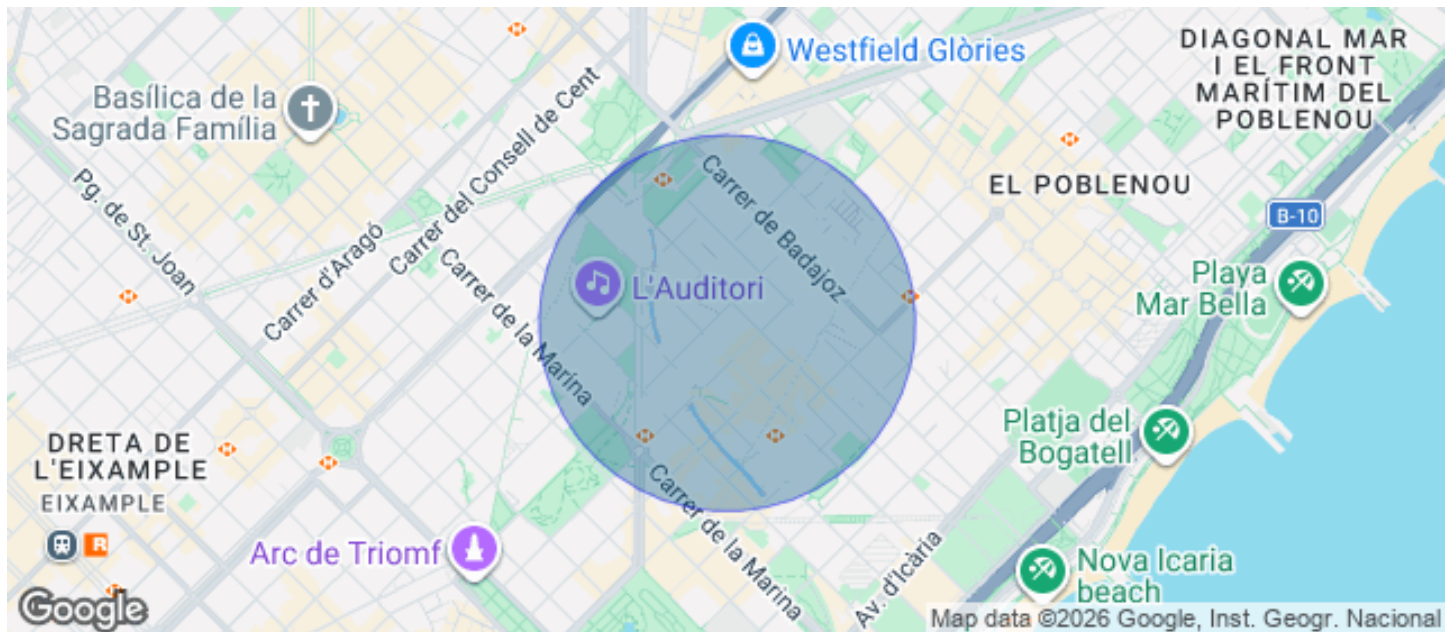 Westfield Glòries
DIAGONAL MAR
I EL FRONT
MARÍTIM DEL
POBLENOU
Basílica de la
Sagrada Família
Carrer del Consell de Cent
Pg. de St. Joan
Carrer d'Aragó
Carrer de Badajoz
EL POBLENOU
B-10
Carrer de la Marina
L'Auditori
Playa
Mar Bella
DRETA DE
L'EIXAMPLE
EIXAMPLE
R
Platja del
Bogatell
Carrer de la Marina
Arc de Triomf
Av. d'Icària
Nova Icaria
beach
Google
Map data ©2026 Google, Inst. Geogr. Nacional